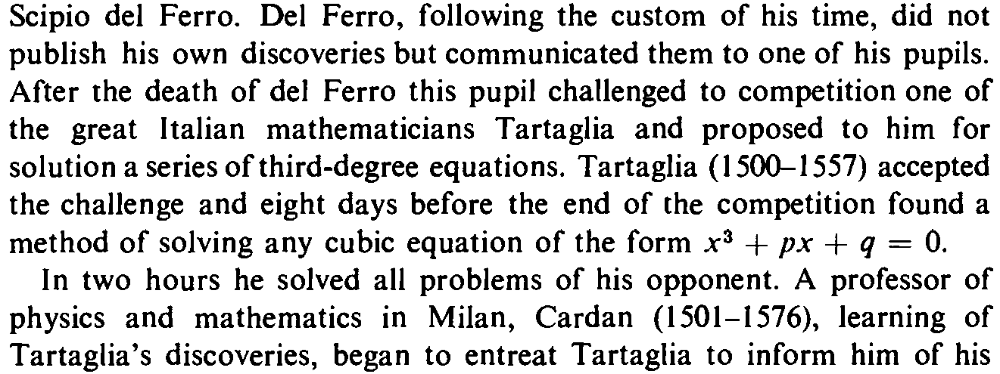 Scipio del Ferro. Del Ferro, following the custom of his time, did not
publish his own discoveries but communicated them to one of his pupils.
After the death of del Ferro this pupil challenged to competition one of
the great Italian mathematicians Tartaglia and proposed to him for
solution a series of third-degree equations. Tartaglia (1500–1557) accepted
the challenge and eight days before the end of the competition found a
method of solving any cubic equation of the form x³ + px + q = 0.
In two hours he solved all problems of his opponent. A professor of
physics and mathematics in Milan, Cardan (1501–1576), learning of
Tartaglia’s discoveries, began to entreat Tartaglia to inform him of his